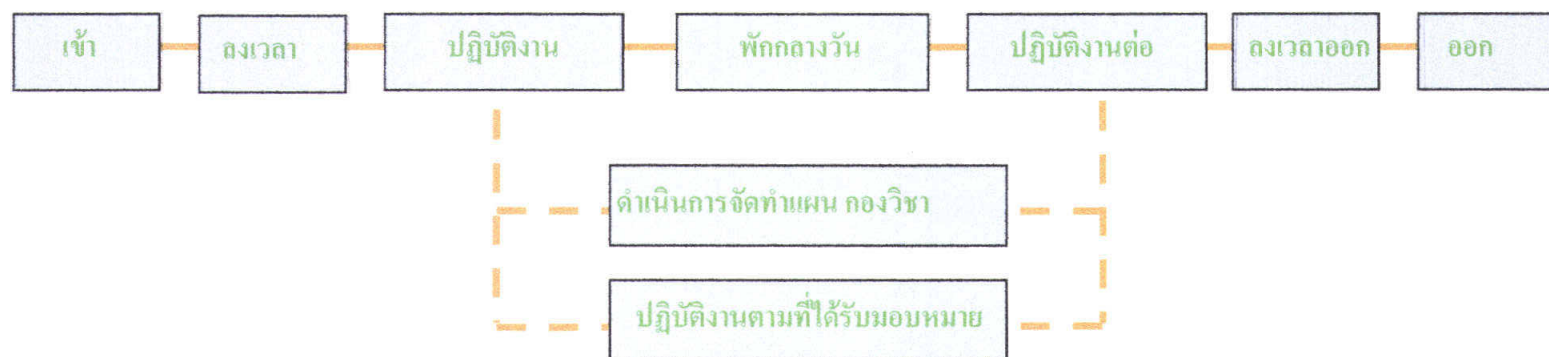 เข้า
ลงเวลา
ปฏิบัติงาน
พักกลางวัน
ปฏิบัติงานต่อ
ลงเวลาออก
ออก
ดำเนินการจัดทำแผน กองวิชา
ปฏิบัติงานตามที่ได้รับมอบหมาย